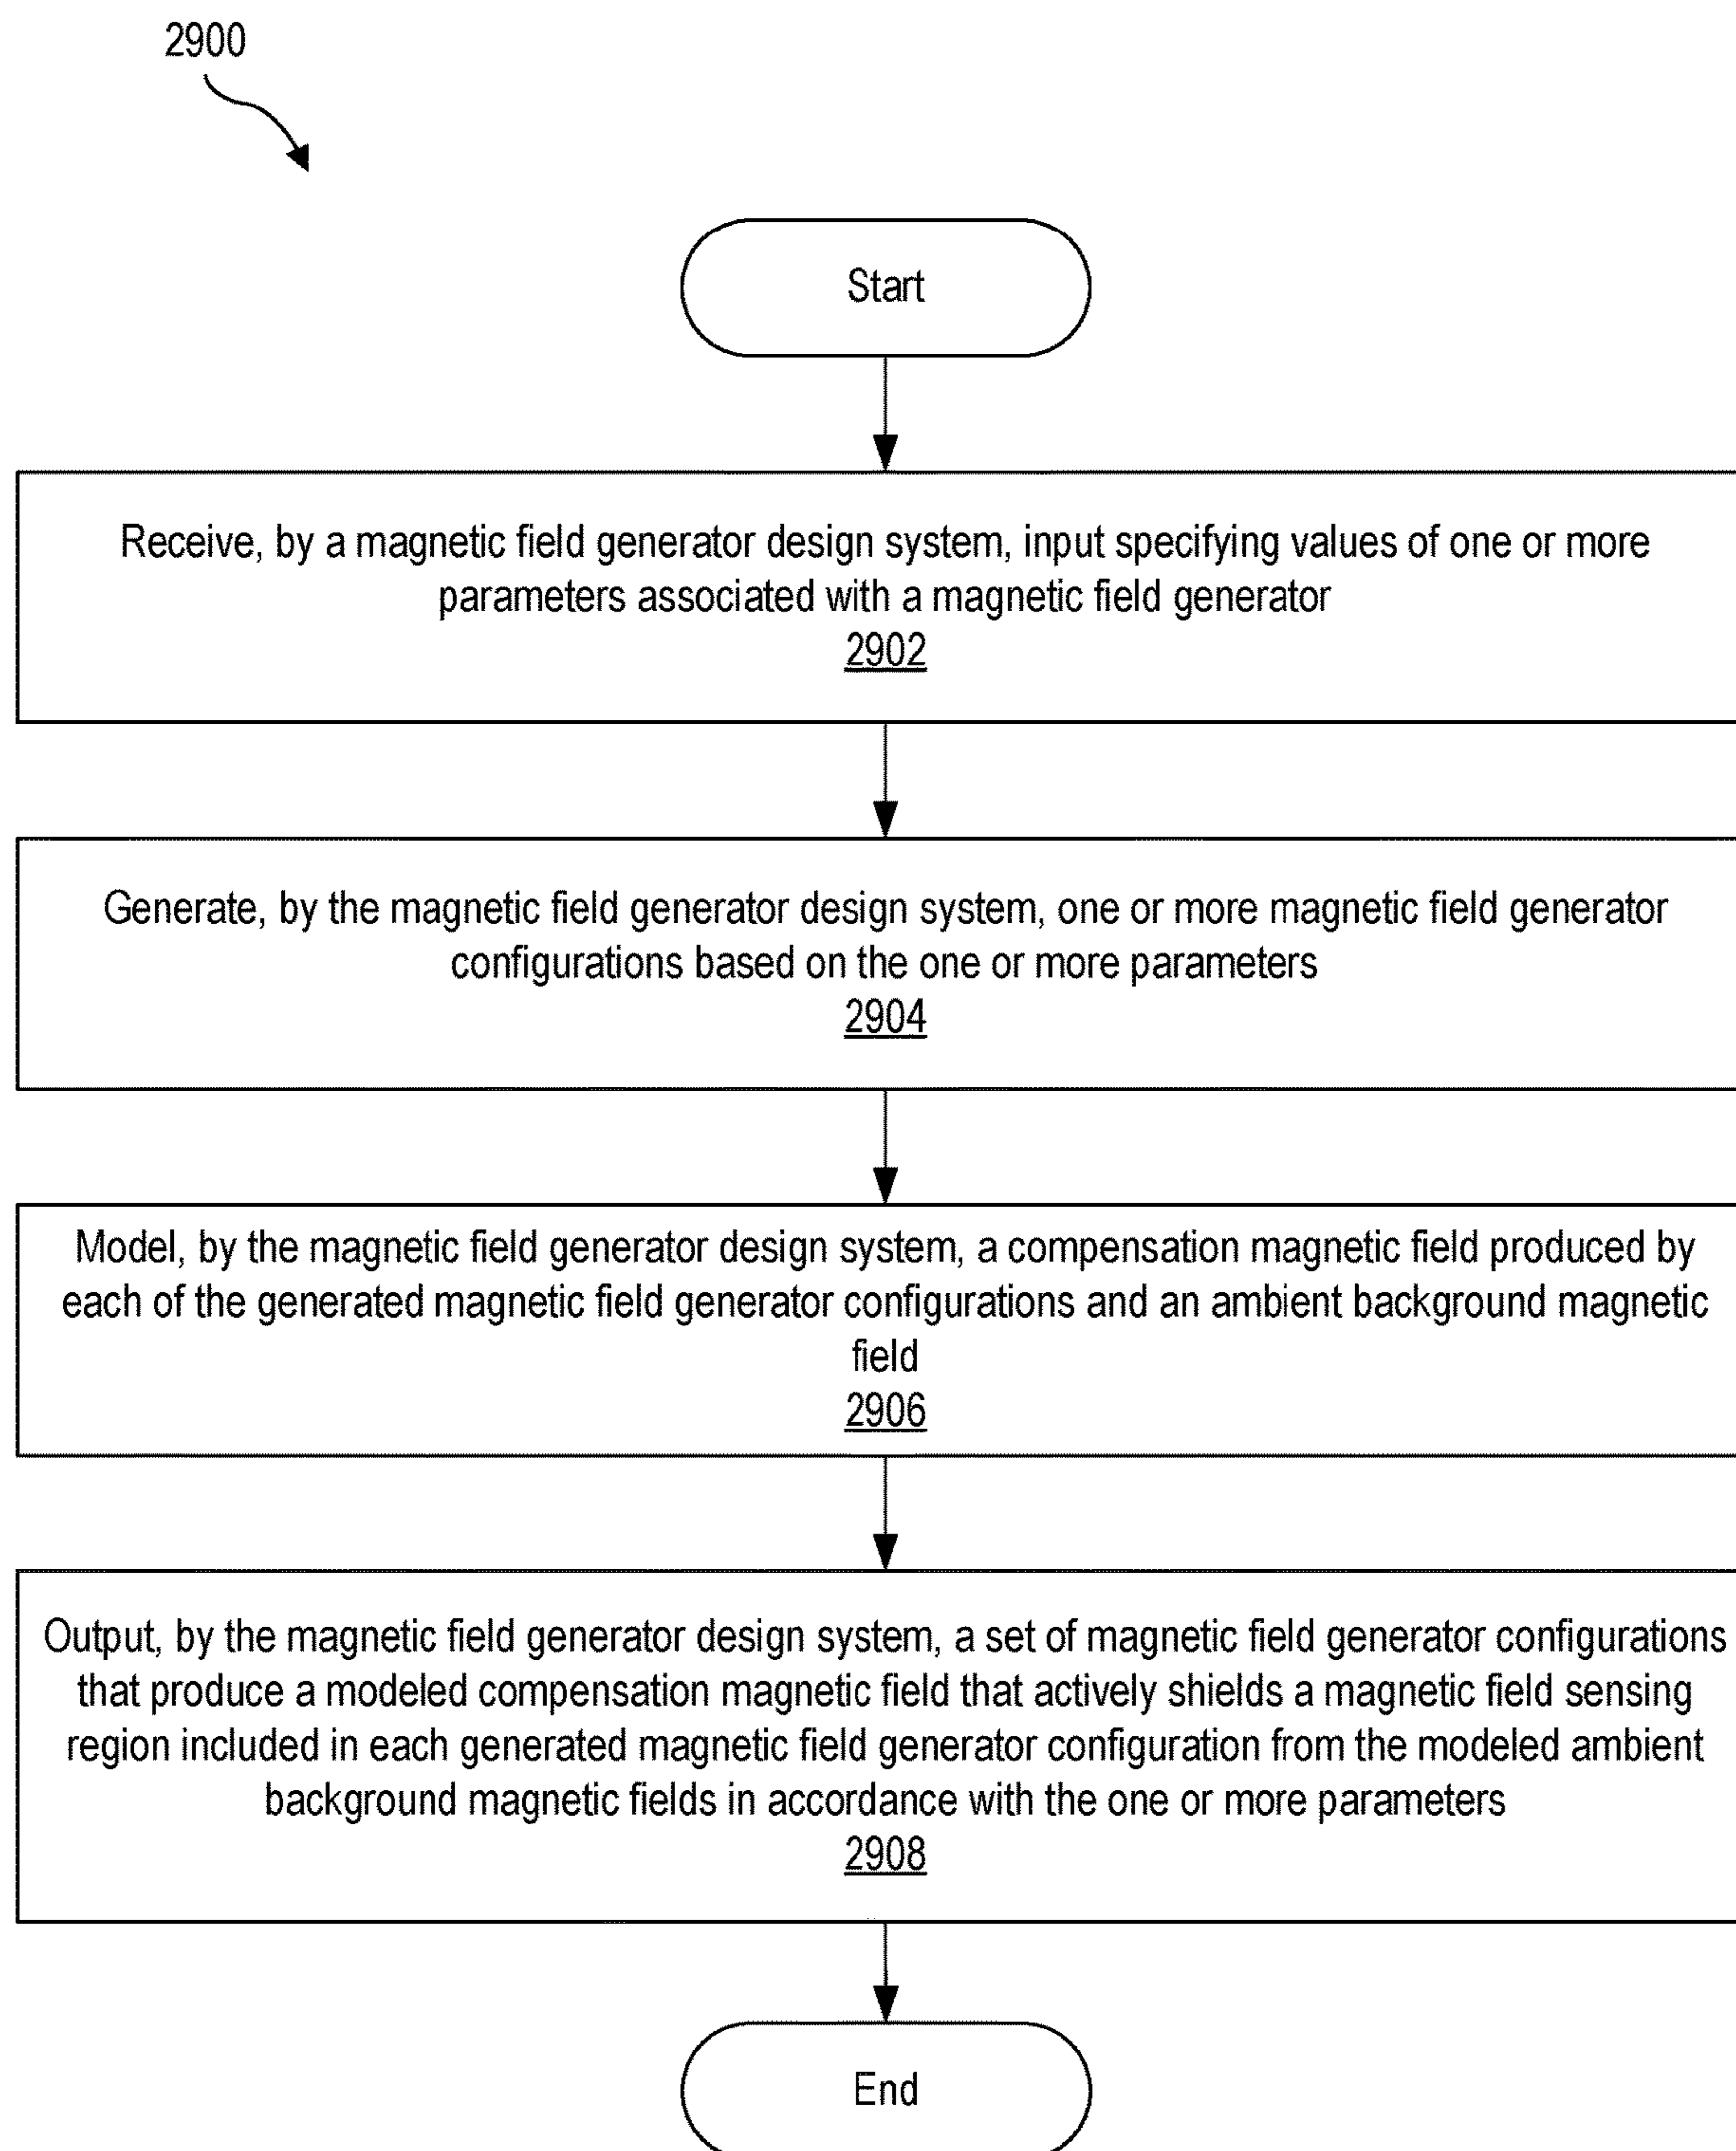 2900
Start
Receive, by a magnetic field generator design system, input specifying values of one or more
parameters associated with a magnetic field generator
2902
Generate, by the magnetic field generator design system, one or more magnetic field generator
configurations based on the one or more parameters
2904
Model, by the magnetic field generator design system, a compensation magnetic field produced by
each of the generated magnetic field generator configurations and an ambient background magnetic
field
2906
Output, by the magnetic field generator design system, a set of magnetic field generator configurations
that produce a modeled compensation magnetic field that actively shields a magnetic field sensing
region included in each generated magnetic field generator configuration from the modeled ambient
background magnetic fields in accordance with the one or more parameters
2908
End